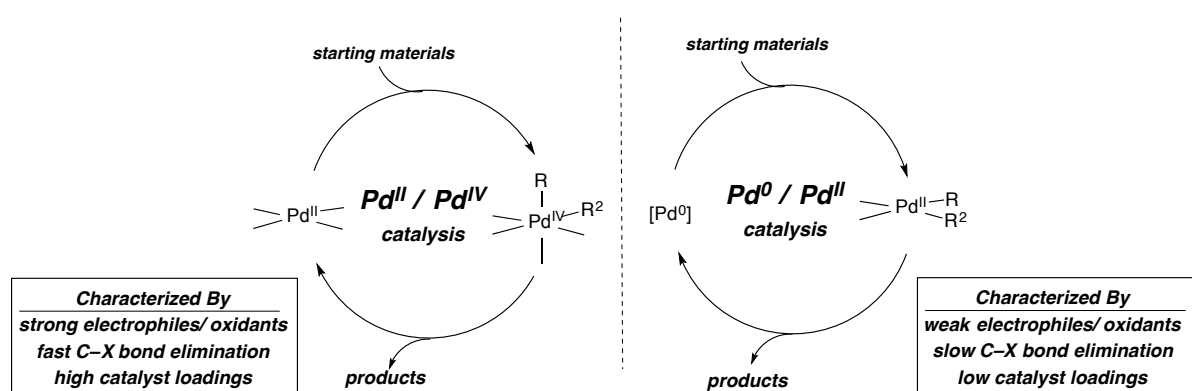 starting materials
Pd^II / Pd^IV
catalysis
Pd^II
R
Pd^IV
R^2
Characterized By
strong electrophiles/ oxidants
fast C–X bond elimination
high catalyst loadings
products
starting materials
Pd^0 / Pd^II
catalysis
[Pd^0]
Pd^II
R
R^2
Characterized By
weak electrophiles/ oxidants
slow C–X bond elimination
low catalyst loadings
products